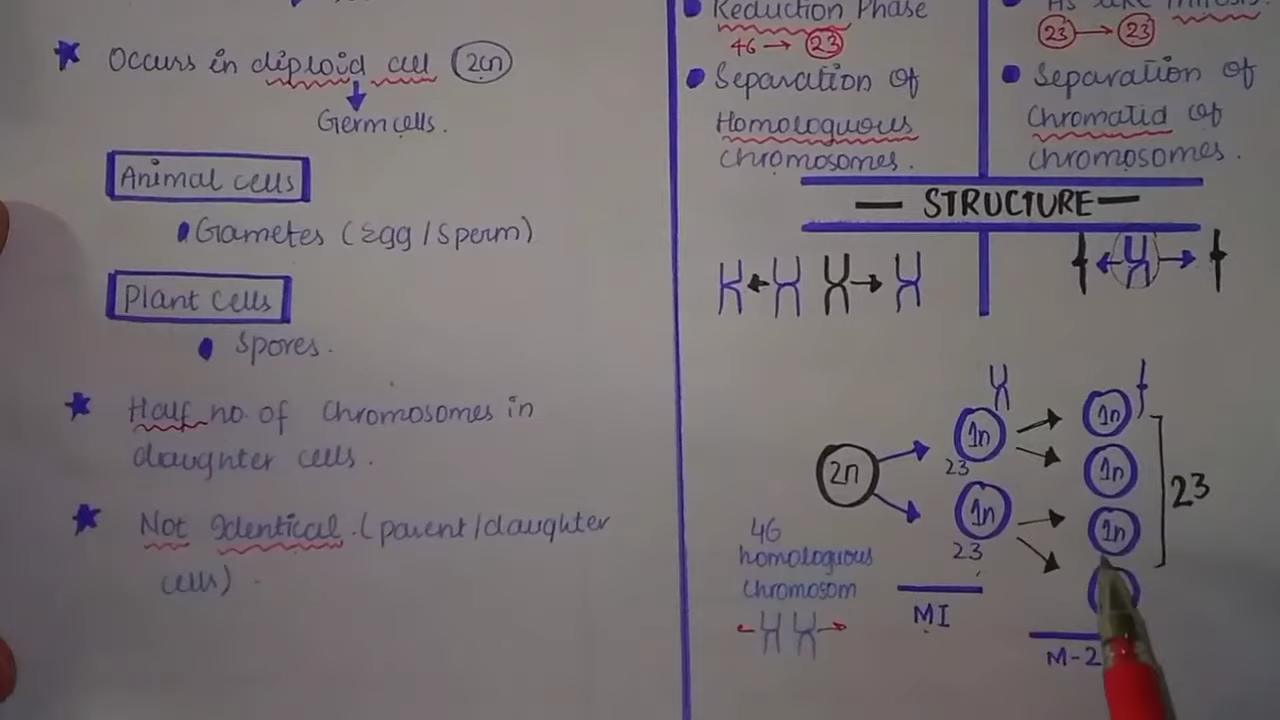 Occurs in diploid cell (2n)
Germ cells.
Animal cells
Gametes (Egg / Sperm)
Plant cells
Spores.
Half no. of chromosomes in
daughter cells.
Not Identical. (parent/daughter
cells)
Reduction Phase
46 → 23
Separation of
Homologuous
chromosomes.
23 → 23
Separation of
Chromatid of
chromosomes.
— STRUCTURE —
2n
1n
23
1n
23
1n
1n
1n
23
46
homologuous
chromosom
MI
M-2